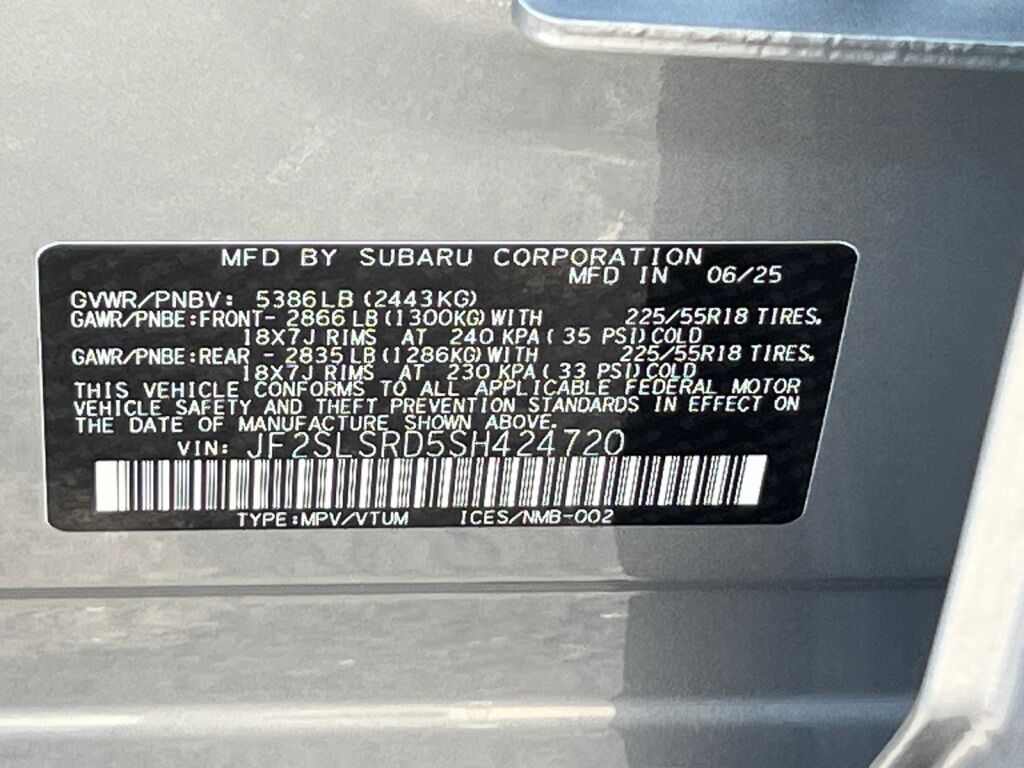 MFD BY SUBARU CORPORATION
MFD IN 06/25
GVWR/PNBV: 5386LB (2443KG)
GAWR/PNBE:FRONT- 2866 LB (1300KG) WITH 225/55R18 TIRES.
18X7J RIMS AT 240 KPA ( 35 PSI) COLD
GAWR/PNBE:REAR - 2835 LB (1286KG) WITH 225/55R18 TIRES.
18X7J RIMS AT 230 KPA ( 33 PSI) COLD
THIS VEHICLE CONFORMS TO ALL APPLICABLE FEDERAL MOTOR
VEHICLE SAFETY AND THEFT PREVENTION STANDARDS IN EFFECT ON
THE DATE OF MANUFACTURE SHOWN ABOVE.
VIN: JF2SLSRD5SH424720
TYPE:MPV/VTUM ICES/NMB-002